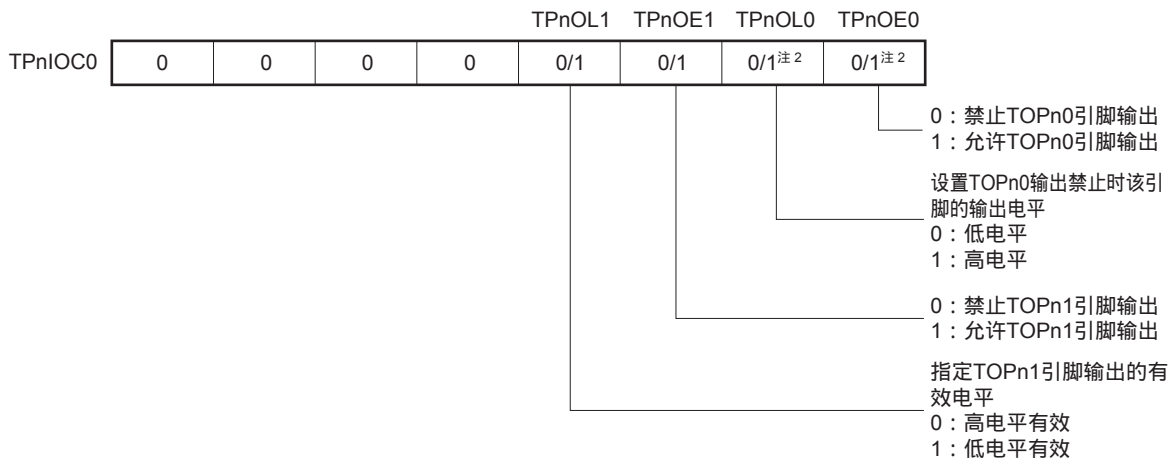 TPnOL1 TPnOE1 TPnOL0 TPnOE0
TPnIOC0 0 0 0 0 0/1 0/1 0/1注2 0/1注2
0：禁止TOPn0引脚输出
1：允许TOPn0引脚输出
设置TOPn0输出禁止时该引
脚的输出电平
0：低电平
1：高电平
0：禁止TOPn1引脚输出
1：允许TOPn1引脚输出
指定TOPn1引脚输出的有
效电平
0：高电平有效
1：低电平有效